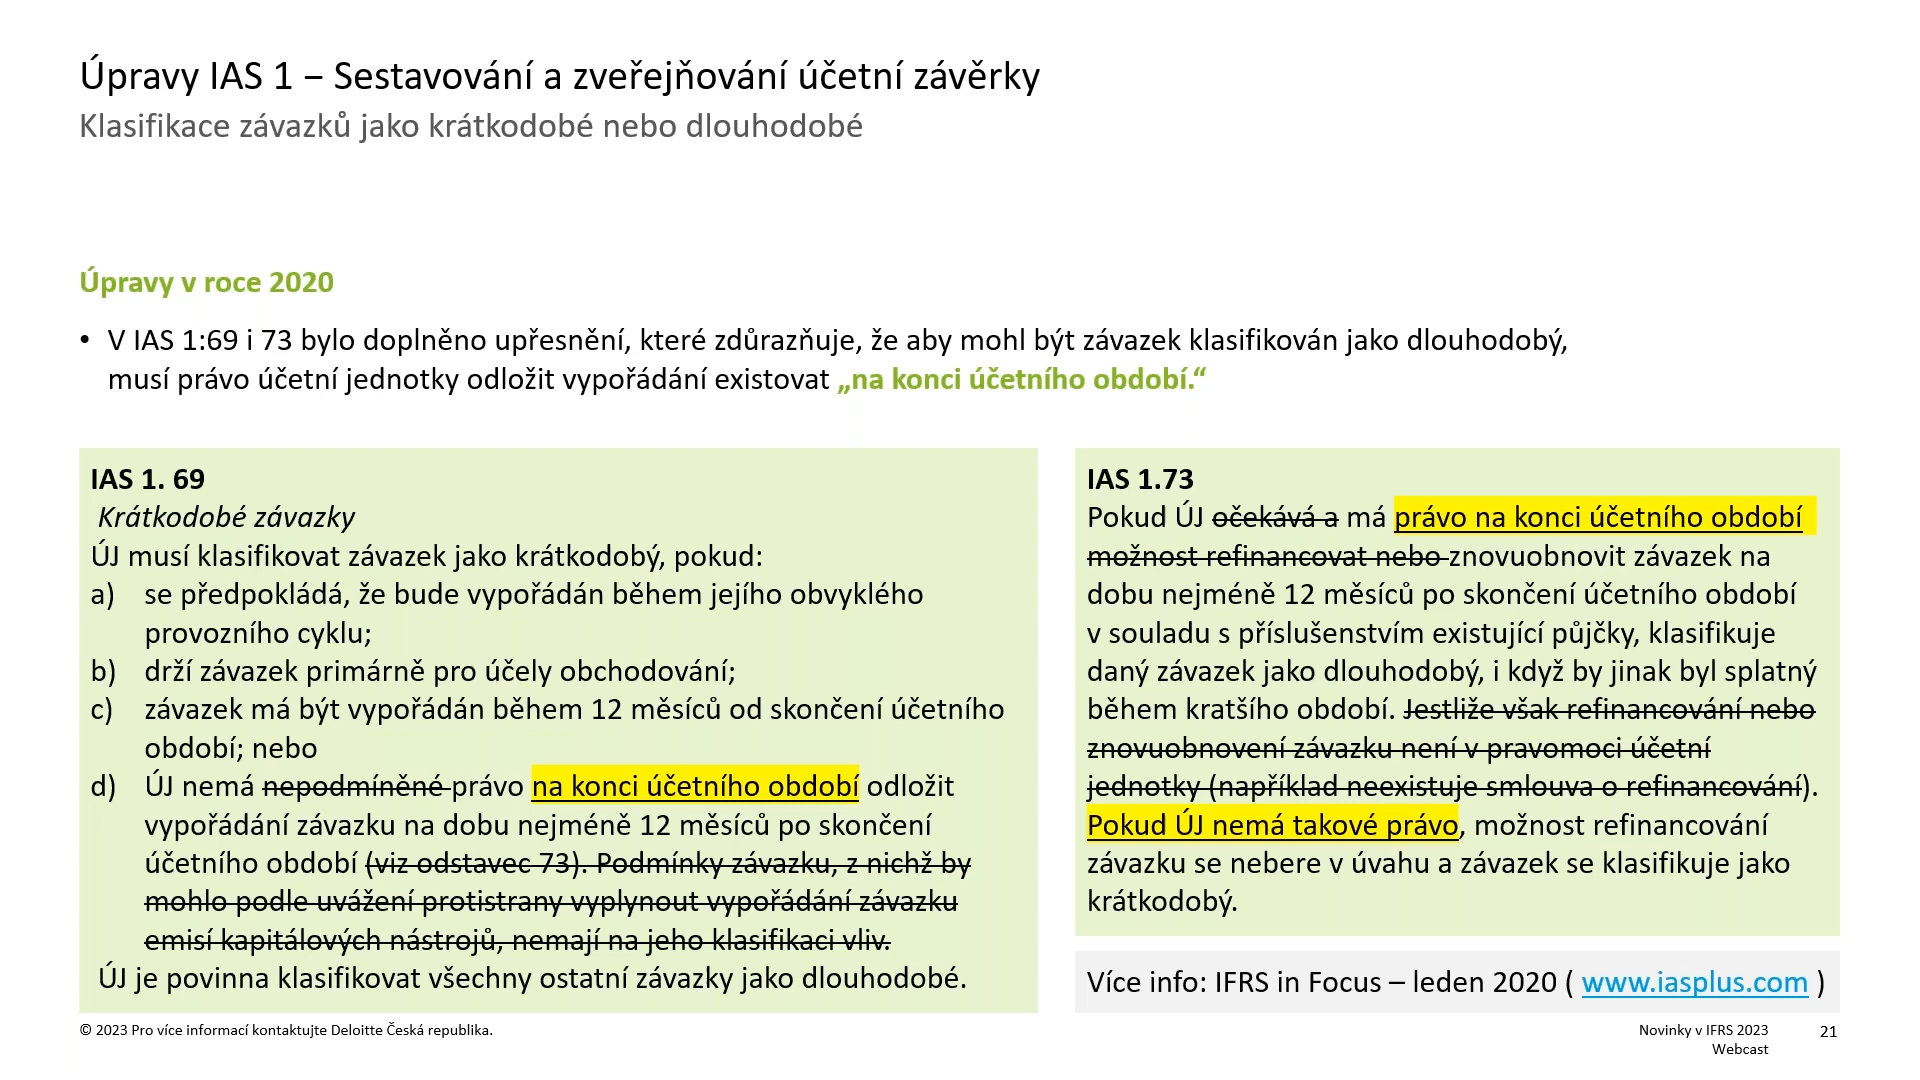 Úpravy IAS 1 – Sestavování a zveřejňování účetní závěrky
Klasifikace závazků jako krátkodobé nebo dlouhodobé
Úpravy v roce 2020
• V IAS 1:69 i 73 bylo doplněno upřesnění, které zdůrazňuje, že aby mohl být závazek klasifikován jako dlouhodobý,
musí právo účetní jednotky odložit vypořádání existovat „na konci účetního období.“
IAS 1. 69
Krátkodobé závazky
ÚJ musí klasifikovat závazek jako krátkodobý, pokud:
a) se předpokládá, že bude vypořádán během jejího obvyklého
provozního cyklu;
b) drží závazek primárně pro účely obchodování;
c) závazek má být vypořádán během 12 měsíců od skončení účetního
období; nebo
d) ÚJ nemá nepodmíněné právo na konci účetního období odložit
vypořádání závazku na dobu nejméně 12 měsíců po skončení
účetního období (viz odstavec 73). Podmínky závazku, z nichž by
mohlo podle uvážení protistrany vyplynout vypořádání závazku
emisí kapitálových nástrojů, nemají na jeho klasifikaci vliv.
ÚJ je povinna klasifikovat všechny ostatní závazky jako dlouhodobé.
IAS 1.73
Pokud ÚJ očekává a má právo na konci účetního období
možnost refinancovat nebo znovuobnovit závazek na
dobu nejméně 12 měsíců po skončení účetního období
v souladu s příslušenstvím existující půjčky, klasifikuje
daný závazek jako dlouhodobý, i když by jinak byl splatný
během kratšího období. Jestliže však refinancování nebo
znovuobnovení závazku není v pravomoci účetní
jednotky (například neexistuje smlouva o refinancování).
Pokud ÚJ nemá takové právo, možnost refinancování
závazku se nebere v úvahu a závazek se klasifikuje jako
krátkodobý.
Více info: IFRS in Focus – leden 2020 ( www.iasplus.com )
© 2023 Pro více informací kontaktujte Deloitte Česká republika.
Novinky v IFRS 2023
Webcast
21